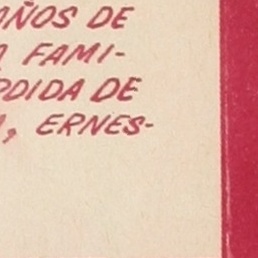 AÑOS DE
A FAMI-
RDIDA DE
, ERNES-